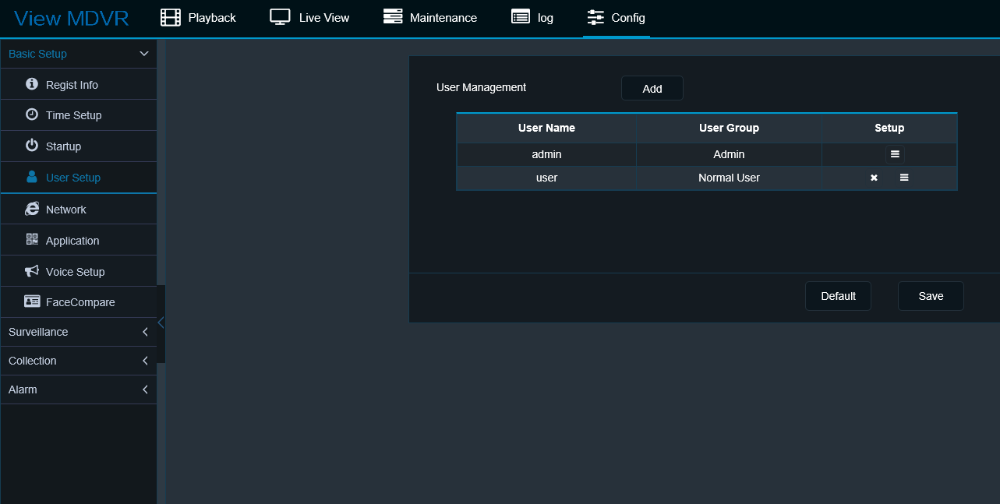 View MDVR
Playback
Live View
Maintenance
log
Config
Basic Setup
Regist Info
Time Setup
Startup
User Setup
Network
Application
Voice Setup
FaceCompare
Surveillance
Collection
Alarm
User Management
Add
User Name User Group Setup
admin Admin
user Normal User
Default
Save